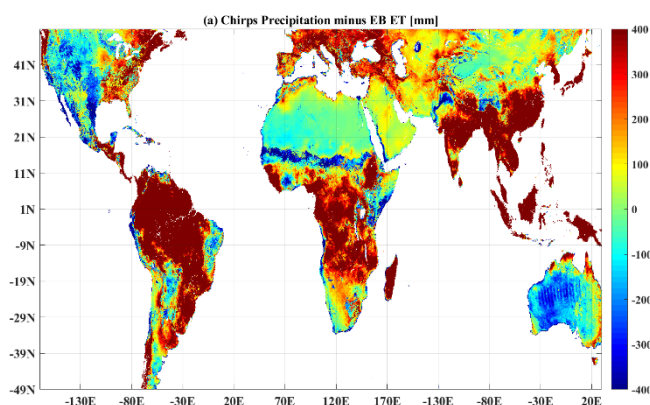 (a) Chirps Precipitation minus EB ET [mm]
41N
31N
21N
11N
1N
-9N
-19N
-29N
-39N
-49N
-130E -80E -30E 20E 70E 120E 170E -130E -80E -30E 20E
400
300
200
100
0
-100
-200
-300
-400